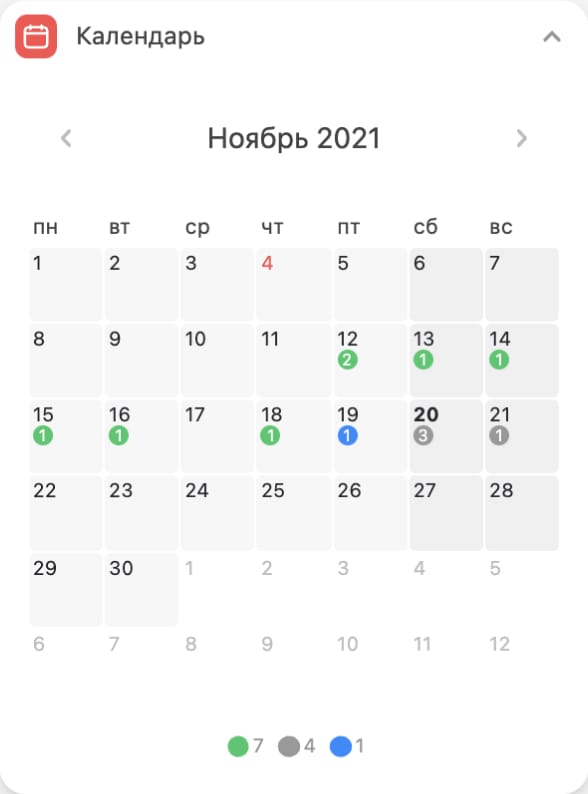 Календарь
Ноябрь 2021
пн вт ср чт пт сб вс
1 2 3 4 5 6 7
8 9 10 11 12 13 14
2 1 1
15 16 17 18 19 20 21
1 1 1 1 3 1
22 23 24 25 26 27 28
29 30 1 2 3 4 5
6 7 8 9 10 11 12
7 4 1